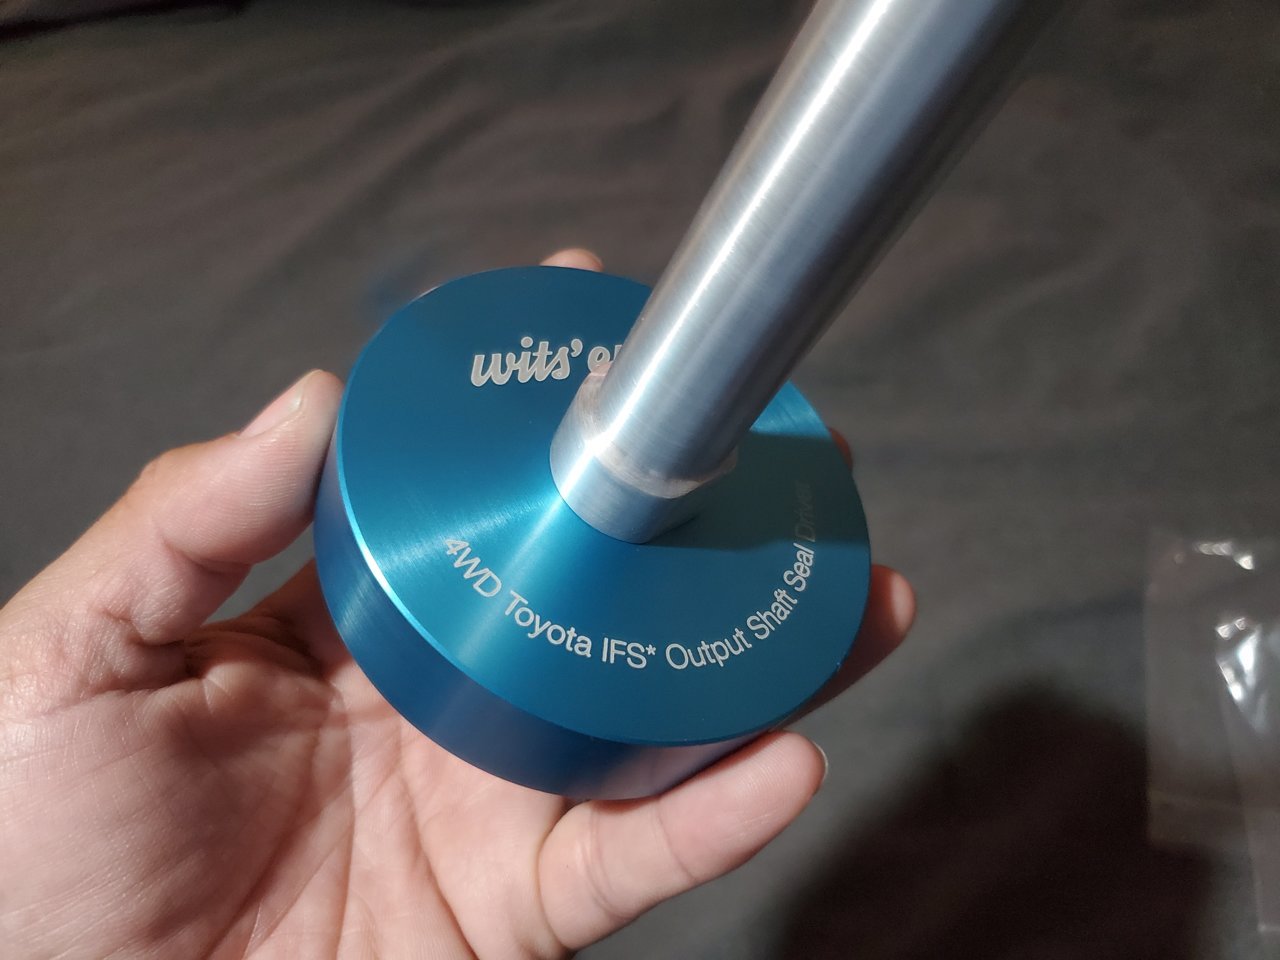 wits'
4WD Toyota IFS* Output Shaft Seal Driver